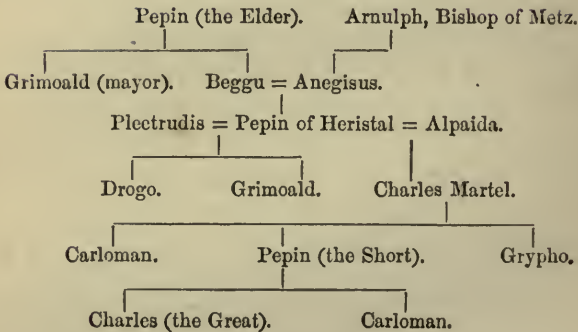 Pepin (the Elder). Arnulph, Bishop of Metz.
Grimoald (mayor). Beggu = Anegisus.
Plectrudis = Pepin of Heristal = Alpaida.
Drogo. Grimoald. Charles Martel.
Carloman. Pepin (the Short). Grypho.
Charles (the Great). Carloman.